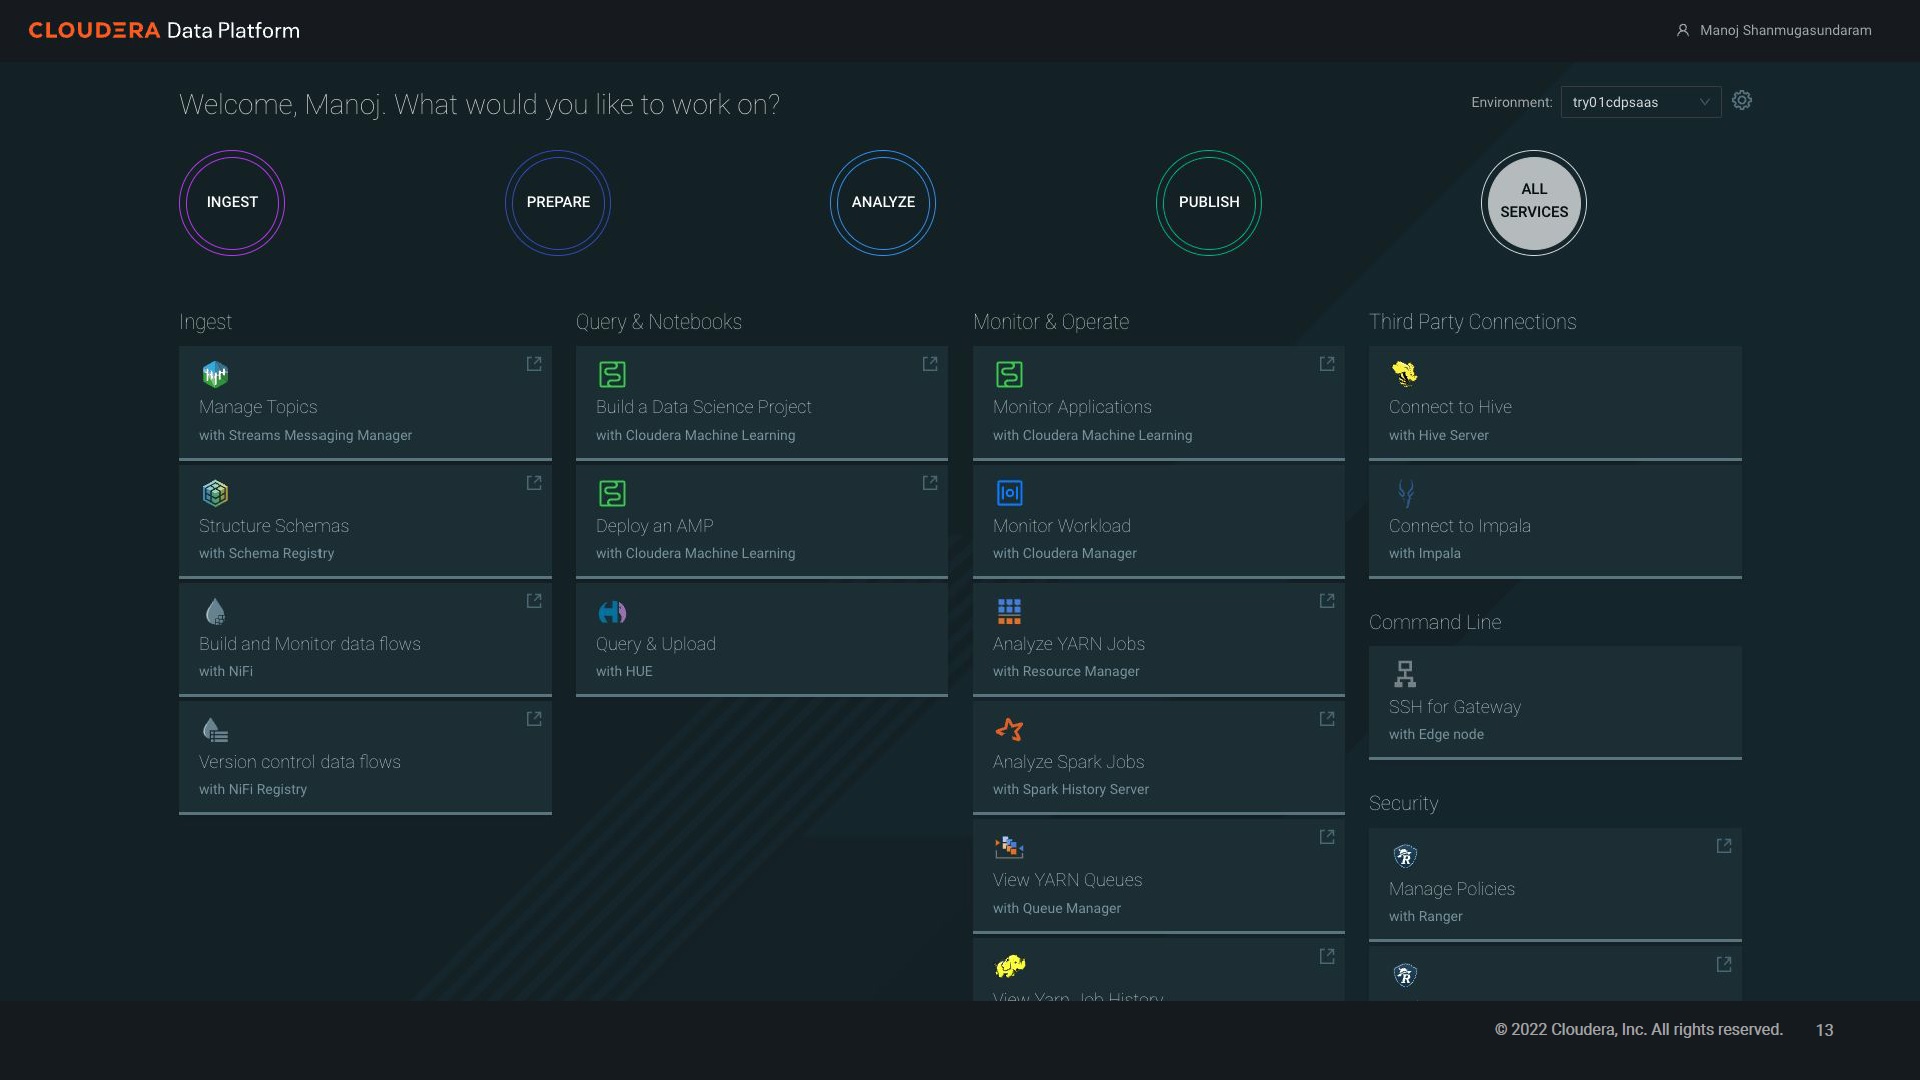 CLOUDERA Data Platform
Manoj Shanmugasundaram
Welcome, Manoj. What would you like to work on?
Environment: try01cdpsaas
INGEST
PREPARE
ANALYZE
PUBLISH
ALL
SERVICES
Ingest
Manage Topics
with Streams Messaging Manager
Structure Schemas
with Schema Registry
Build and Monitor data flows
with NiFi
Version control data flows
with NiFi Registry
Query & Notebooks
Build a Data Science Project
with Cloudera Machine Learning
Deploy an AMP
with Cloudera Machine Learning
Query & Upload
with HUE
Monitor & Operate
Monitor Applications
with Cloudera Machine Learning
Monitor Workload
with Cloudera Manager
Analyze YARN Jobs
with Resource Manager
Analyze Spark Jobs
with Spark History Server
View YARN Queues
with Queue Manager
View Yarn Job History
Third Party Connections
Connect to Hive
with Hive Server
Connect to Impala
with Impala
Command Line
SSH for Gateway
with Edge node
Security
Manage Policies
with Ranger
© 2022 Cloudera, Inc. All rights reserved. 13